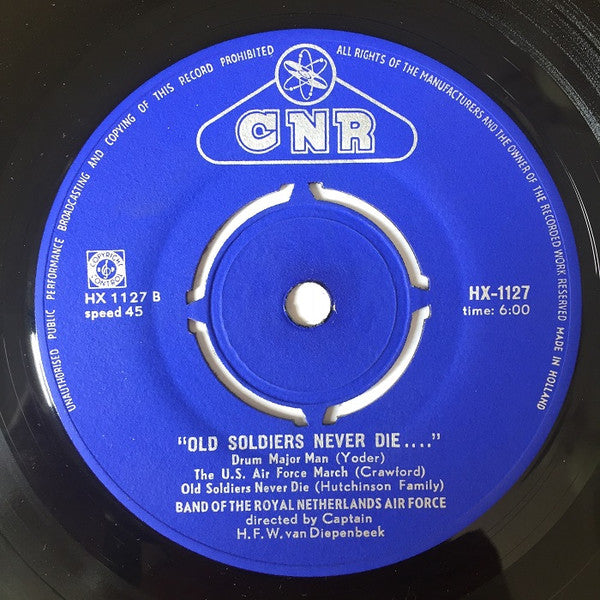 UNAUTHORISED PUBLIC PERFORMANCE BROADCASTING AND COPYING OF THIS RECORD PROHIBITED ALL RIGHTS OF THE MANUFACTURERS AND THE OWNER OF THE RECORDED WORK RESERVED MADE IN HOLLAND
CNR
COPYRIGHT
CONTROL
HX 1127 B
speed 45
HX-1127
time: 6:00
"OLD SOLDIERS NEVER DIE...."
Drum Major Man (Yoder)
The U.S. Air Force March (Crawford)
Old Soldiers Never Die (Hutchinson Family)
BAND OF THE ROYAL NETHERLANDS AIR FORCE
directed by Captain
H.F.W. van Diepenbeek